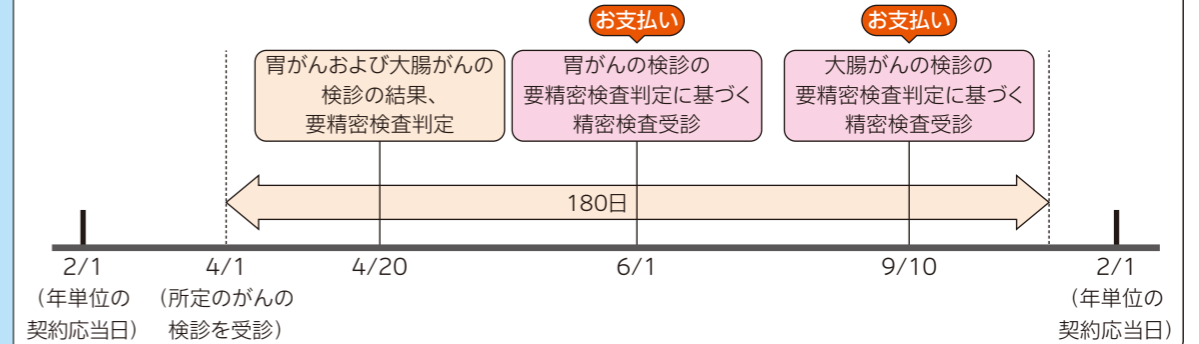 お支払い
お支払い
胃がんおよび大腸がんの
検診の結果、
要精密検査判定
胃がんの検診の
要精密検査判定に基づく
精密検査受診
大腸がんの検診の
要精密検査判定に基づく
精密検査受診
180日
2/1
4/1
4/20
6/1
9/10
2/1
（年単位の
契約応当日）
（所定のがんの
検診を受診）
（年単位の
契約応当日）